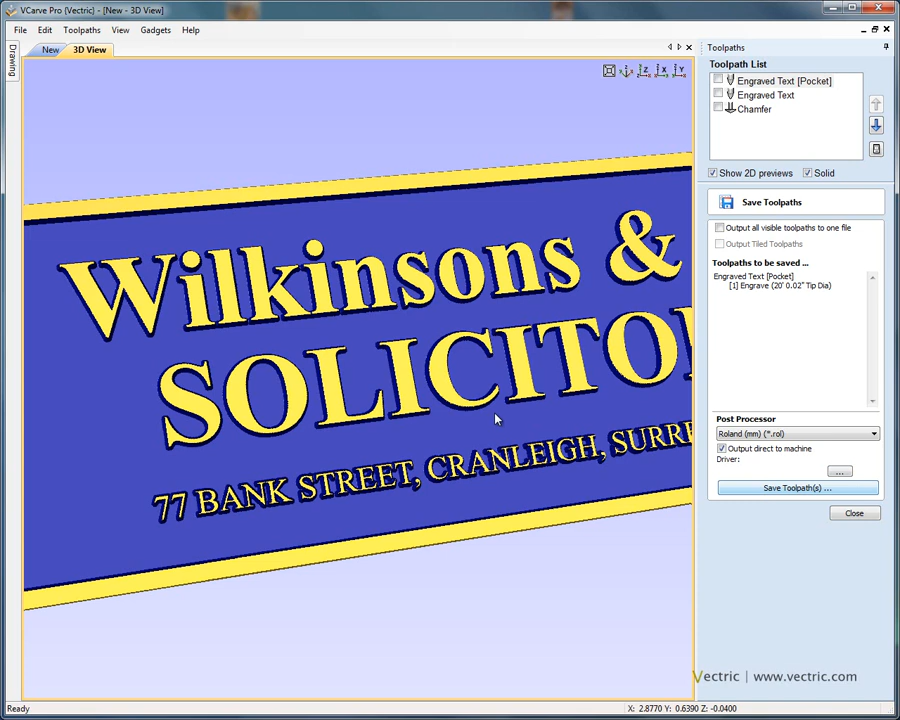 VCarve Pro (Vectric) - [New - 3D View]
File Edit Toolpaths View Gadgets Help
Drawing
New 3D View
Z X Y
Wilkinsons &
SOLICITO
77 BANK STREET, CRANLEIGH, SURRE
Toolpaths
Toolpath List
Engraved Text [Pocket]
Engraved Text
Chamfer
Show 2D previews Solid
Save Toolpaths
Output all visible toolpaths to one file
Output Tiled Toolpaths
Toolpaths to be saved ...
Engraved Text [Pocket]
[1] Engrave (20° 0.02" Tip Dia)
Post Processor
Roland (mm) (*.rol)
Output direct to machine
Driver:
...
Save Toolpath(s) ...
Close
Vectric | www.vectric.com
Ready X: 2.8770 Y: 0.6390 Z: -0.0400